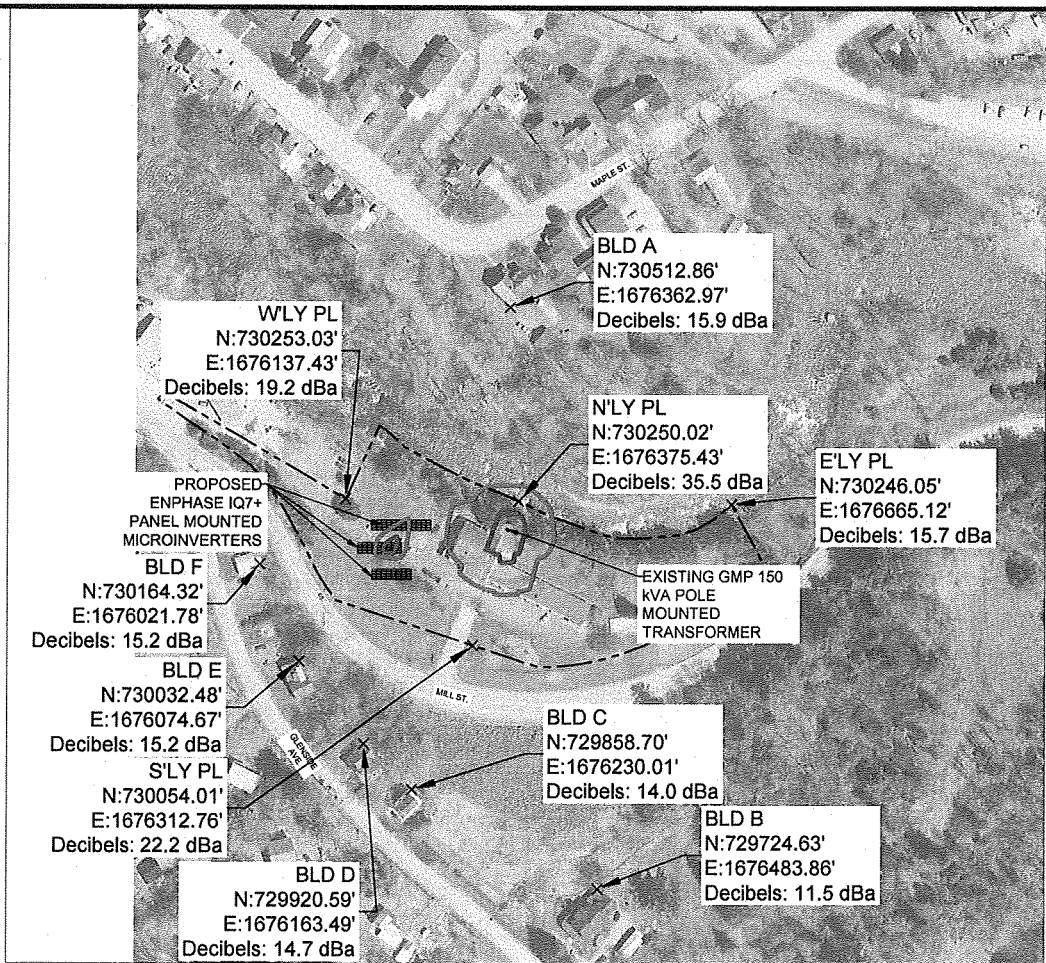 MAPLE ST.
BLD A
N:730512.86'
E:1676362.97'
Decibels: 15.9 dBa
W'LY PL
N:730253.03'
E:1676137.43'
Decibels: 19.2 dBa
N'LY PL
N:730250.02'
E:1676375.43'
Decibels: 35.5 dBa
E'LY PL
N:730246.05'
E:1676665.12'
Decibels: 15.7 dBa
PROPOSED
ENPHASE IQ7+
PANEL MOUNTED
MICROINVERTERS
EXISTING GMP 150
kVA POLE
MOUNTED
TRANSFORMER
BLD F
N:730164.32'
E:1676021.78'
Decibels: 15.2 dBa
BLD E
N:730032.48'
E:1676074.67'
Decibels: 15.2 dBa
MILL ST.
GLENSIDE
AVE
S'LY PL
N:730054.01'
E:1676312.76'
Decibels: 22.2 dBa
BLD C
N:729858.70'
E:1676230.01'
Decibels: 14.0 dBa
BLD B
N:729724.63'
E:1676483.86'
Decibels: 11.5 dBa
BLD D
N:729920.59'
E:1676163.49'
Decibels: 14.7 dBa